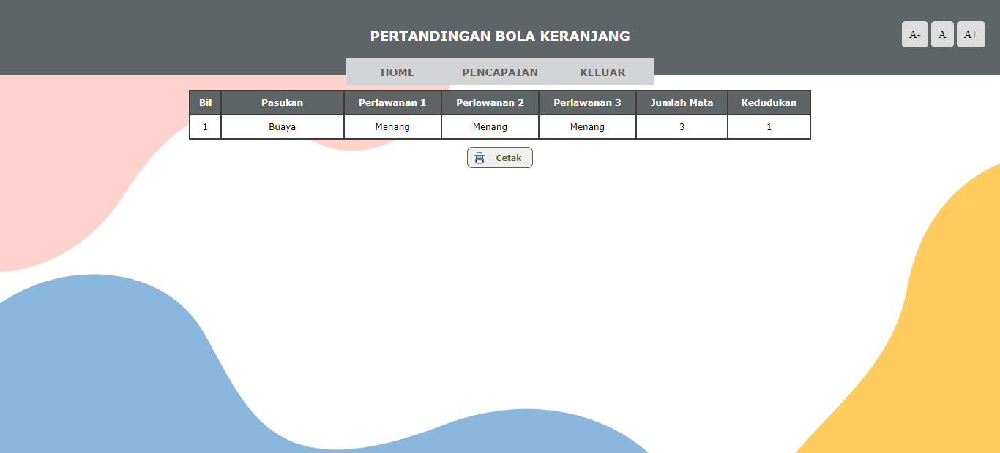 PERTANDINGAN BOLA KERANJANG
A- A A+
HOME PENCAPAIAN KELUAR
Bil Pasukan Perlawanan 1 Perlawanan 2 Perlawanan 3 Jumlah Mata Kedudukan
1 Buaya Menang Menang Menang 3 1
Cetak